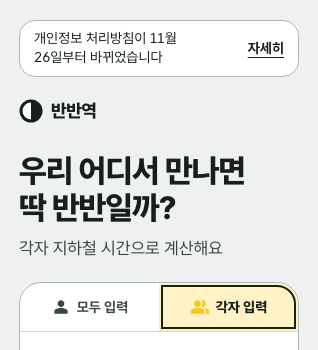 개인정보 처리방침이 11월
26일부터 바뀌었습니다
자세히
반반역
우리 어디서 만나면
딱 반반일까?
각자 지하철 시간으로 계산해요
모두 입력
각자 입력